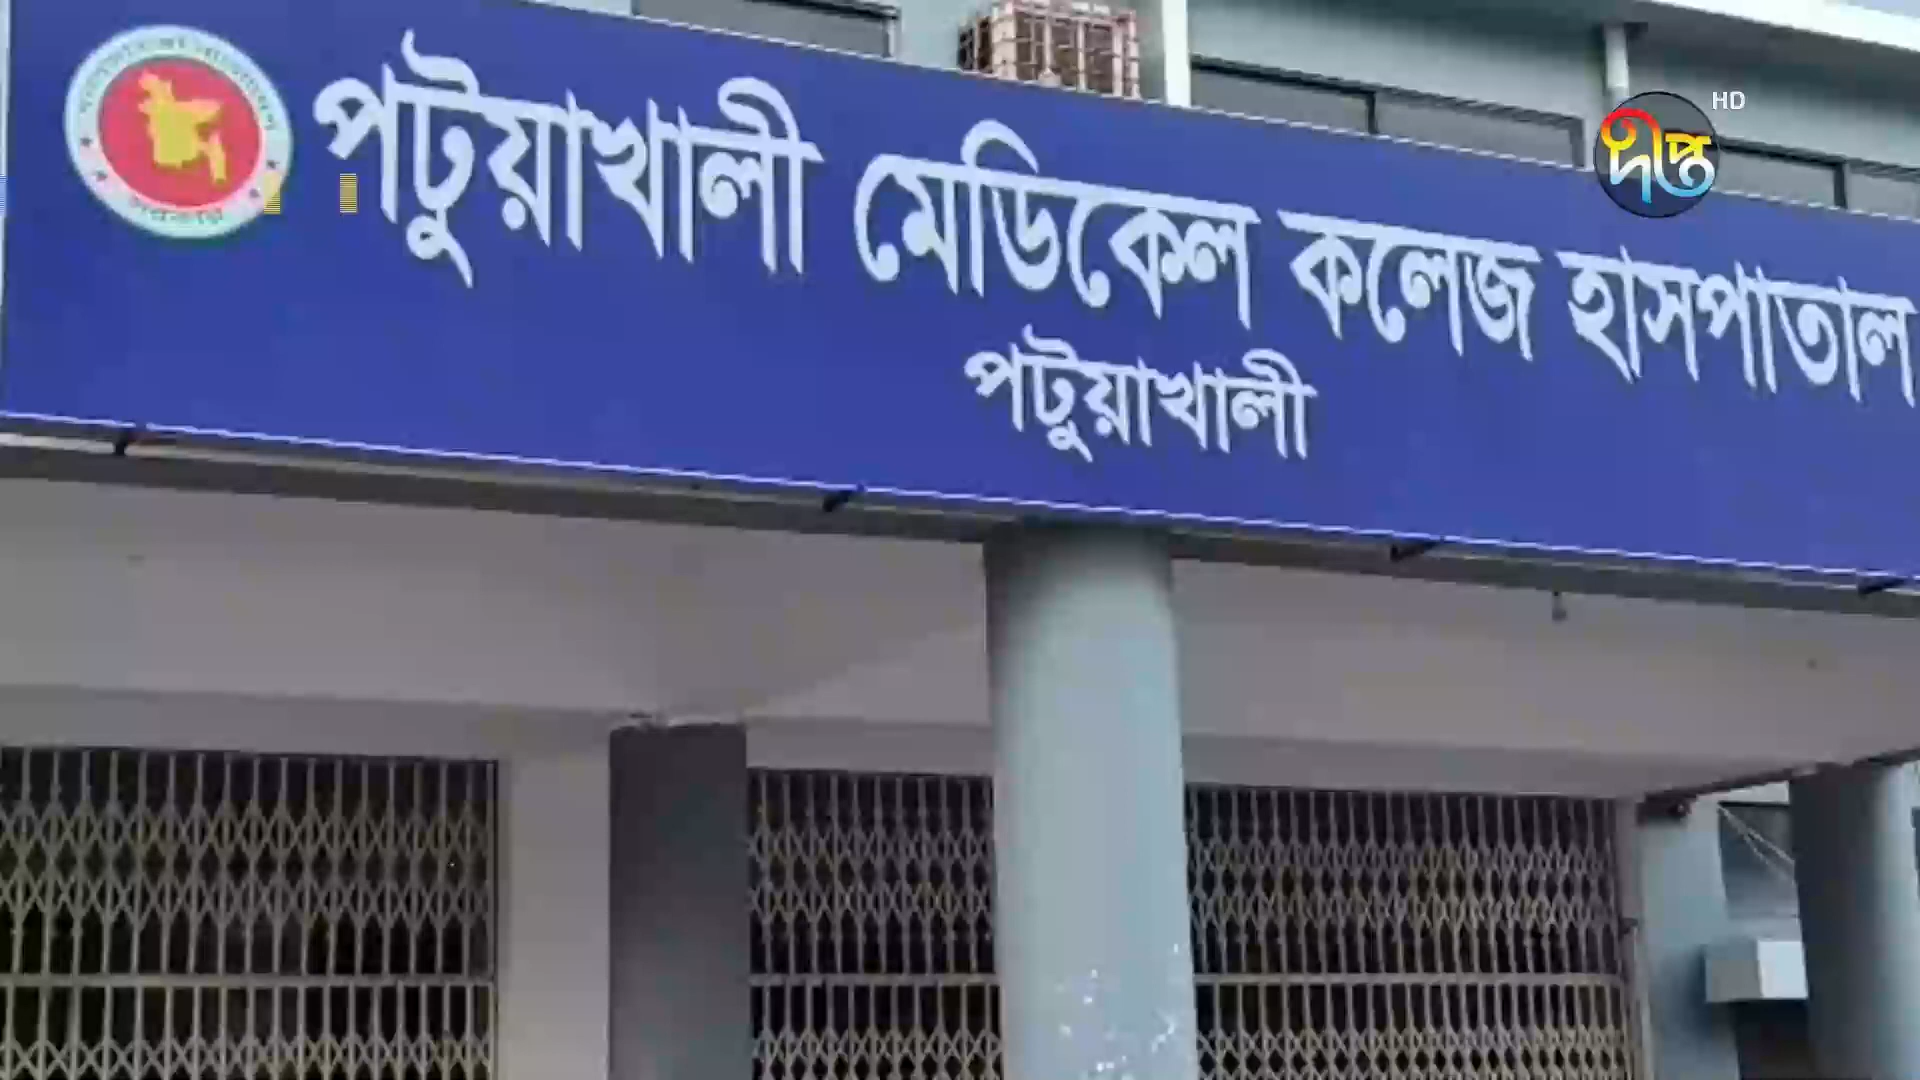 পটুয়াখালী মেডিকেল কলেজ হাসপাতাল
পটুয়াখালী
দীপ্ত
HD